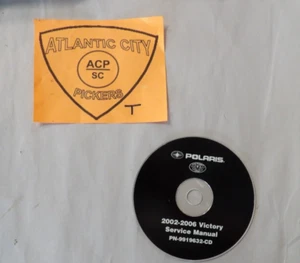 ATLANTIC CITY
ACP
SC
PICKERS
T
POLARIS
2002-2006 Victory
Service Manual
PN-9919632-CD